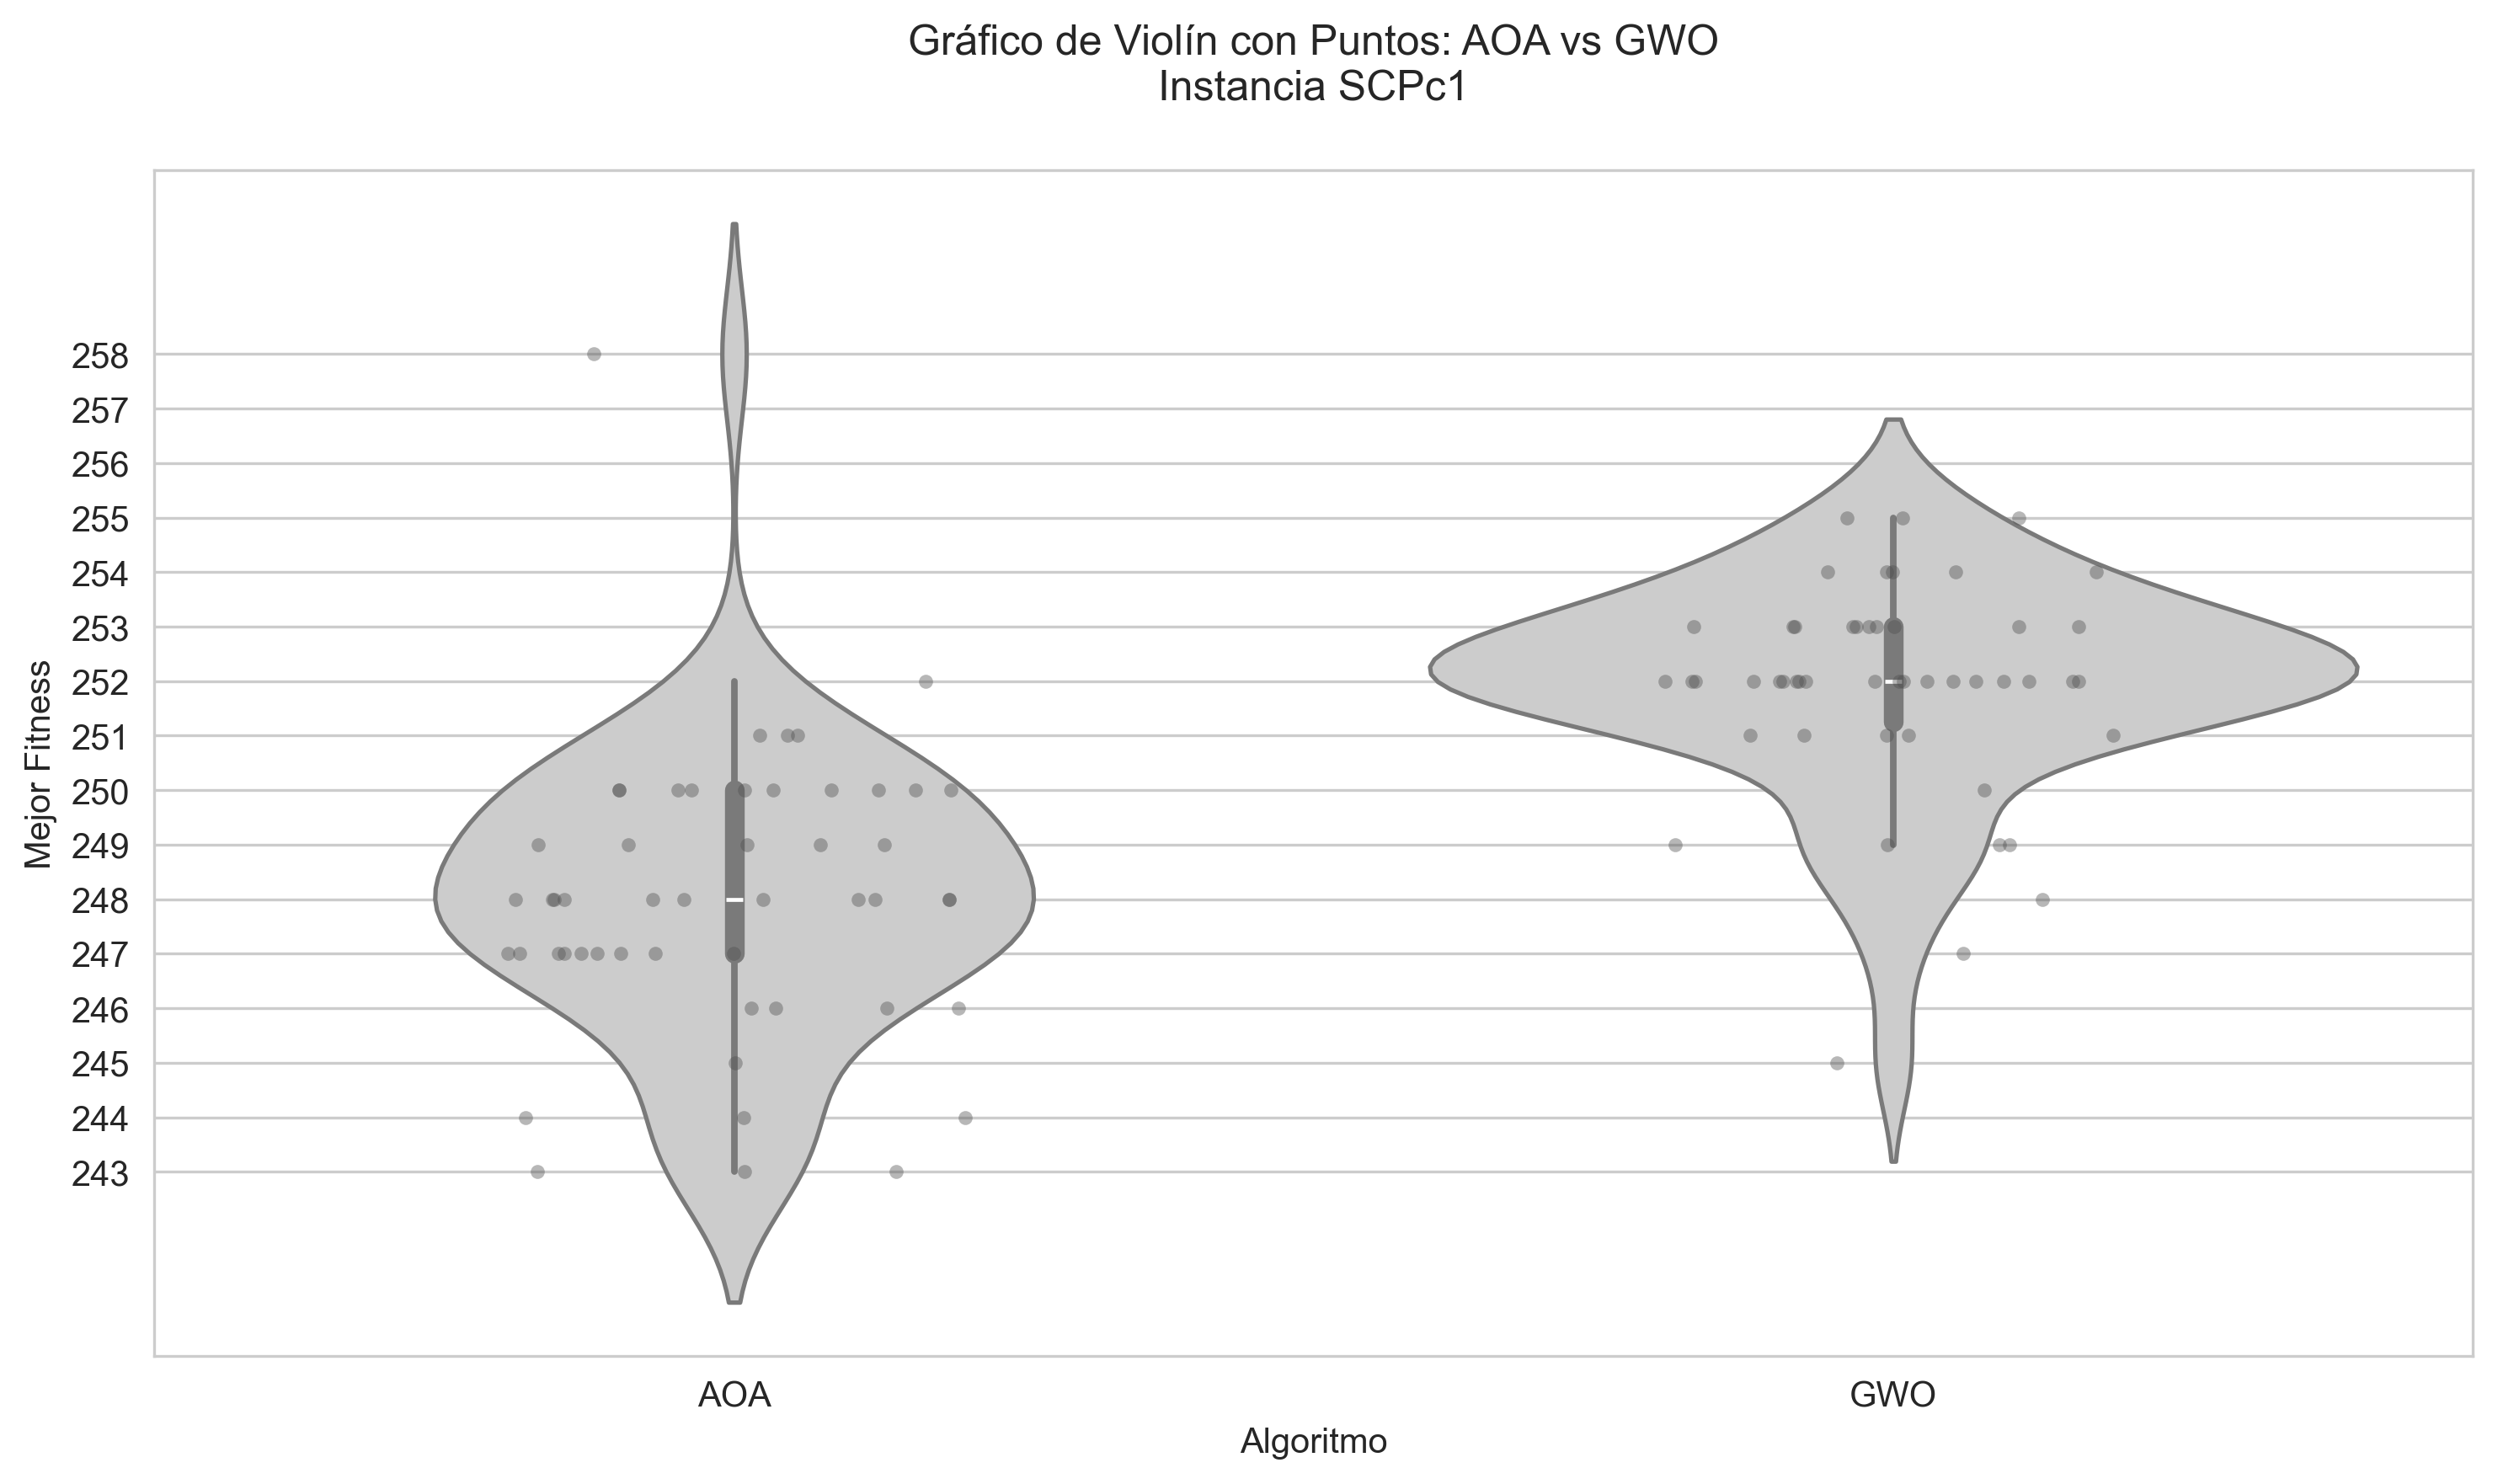 Gráfico de Violín con Puntos: AOA vs GWO
Instancia SCPc1
Mejor Fitness
258
257
256
255
254
253
252
251
250
249
248
247
246
245
244
243
AOA
GWO
Algoritmo